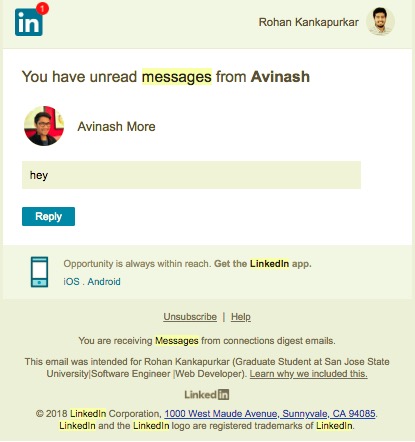 in 1
Rohan Kankapurkar
You have unread messages from Avinash
Avinash More
hey
Reply
Opportunity is always within reach. Get the LinkedIn app.
iOS . Android
Unsubscribe | Help
You are receiving Messages from connections digest emails.
This email was intended for Rohan Kankapurkar (Graduate Student at San Jose State
University|Software Engineer |Web Developer). Learn why we included this.
LinkedIn
© 2018 LinkedIn Corporation, 1000 West Maude Avenue, Sunnyvale, CA 94085.
LinkedIn and the LinkedIn logo are registered trademarks of LinkedIn.